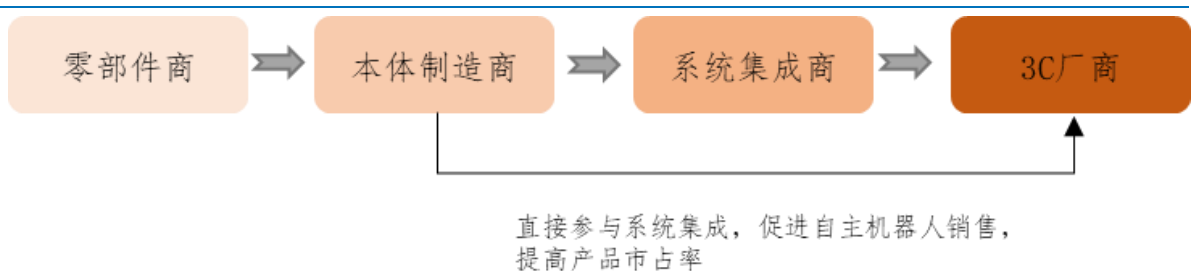 零部件商
本体制造商
系统集成商
3C厂商
直接参与系统集成，促进自主机器人销售，
提高产品市占率